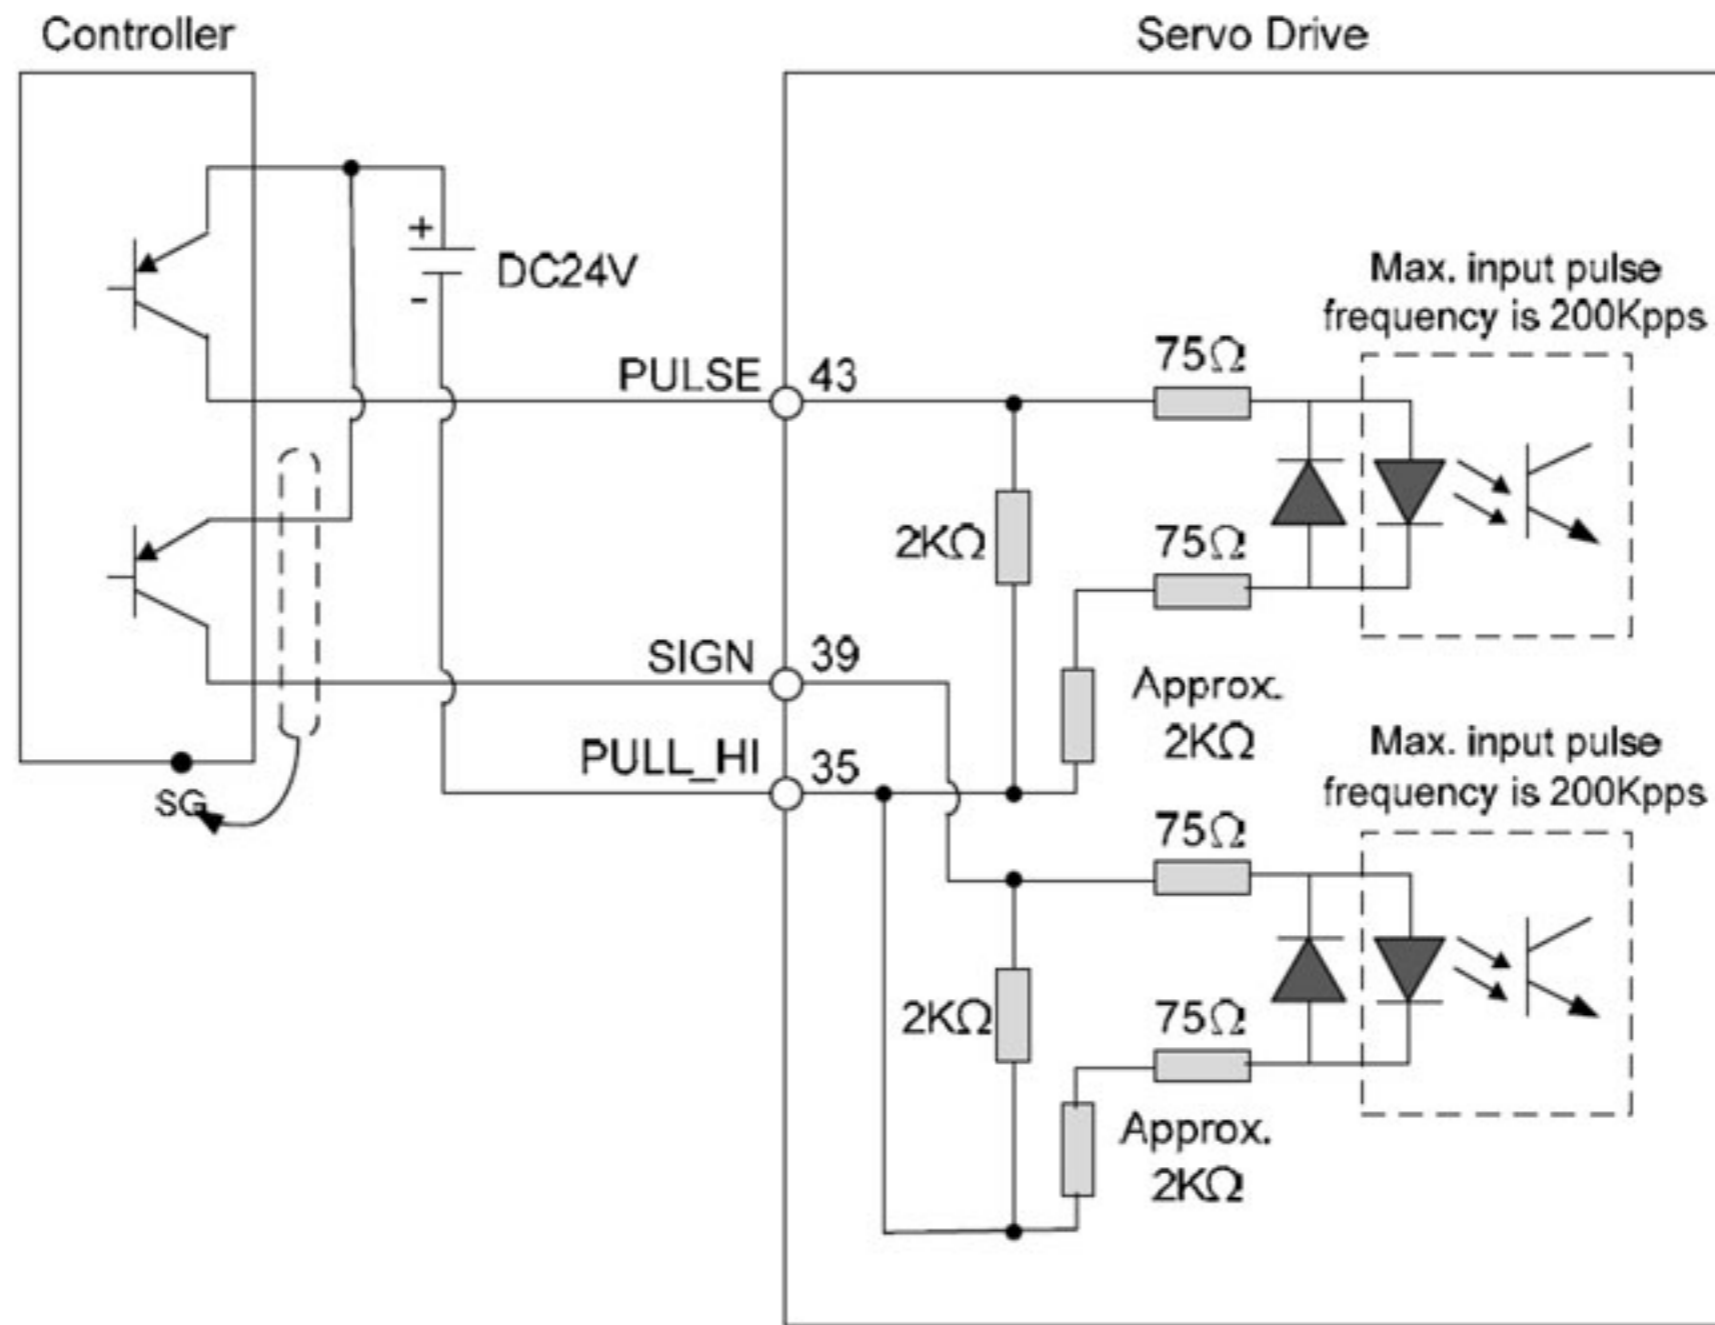 Controller
Servo Drive
+
DC24V
-
Max. input pulse
frequency is 200Kpps
PULSE
43
75Ω
2KΩ
75Ω
SIGN
39
Approx.
2KΩ
PULL_HI
35
SG
Max. input pulse
frequency is 200Kpps
75Ω
2KΩ
75Ω
Approx.
2KΩ